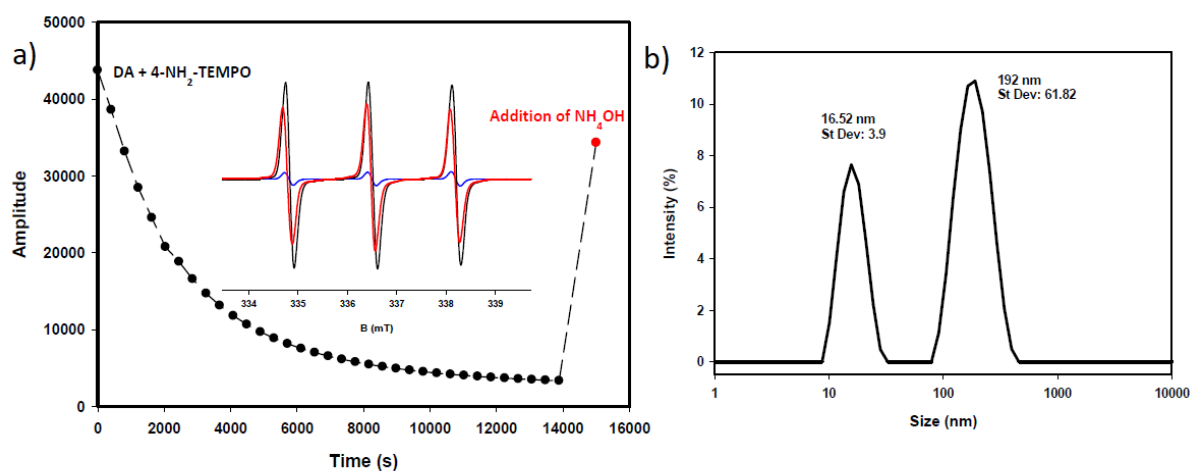 a)
50000
40000
30000
20000
10000
0
Amplitude
DA + 4-NH2-TEMPO
Addition of NH4OH
334 335 336 337 338 339
B (mT)
0 2000 4000 6000 8000 10000 12000 14000 16000
Time (s)
b)
12
10
8
6
4
2
0
Intensity (%)
16.52 nm
St Dev: 3.9
192 nm
St Dev: 61.82
1 10 100 1000 10000
Size (nm)